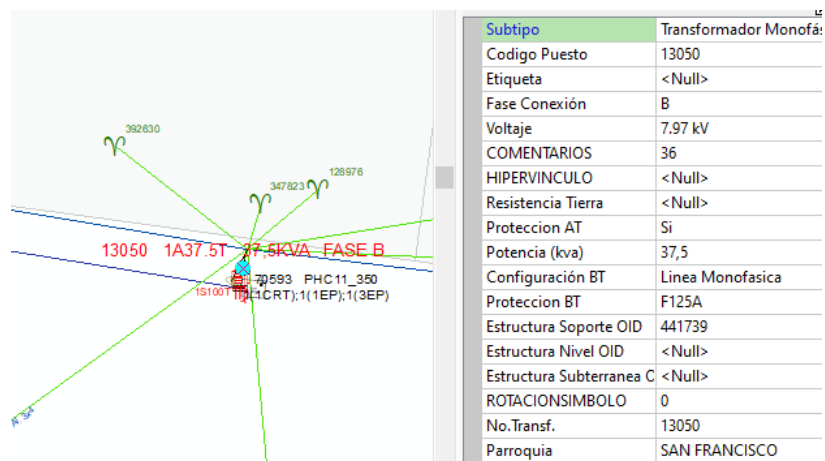 392630
347823 128976
13050 1A37.5T 37,5KVA FASE B
70593 PHC11_350
1S100T
1(1CRT);1(1EP);1(3EP)
Subtipo Transformador Monofás
Codigo Puesto 13050
Etiqueta <Null>
Fase Conexión B
Voltaje 7.97 kV
COMENTARIOS 36
HIPERVINCULO <Null>
Resistencia Tierra <Null>
Proteccion AT Si
Potencia (kva) 37,5
Configuración BT Linea Monofasica
Proteccion BT F125A
Estructura Soporte OID 441739
Estructura Nivel OID <Null>
Estructura Subterranea O <Null>
ROTACIONSIMBOLO 0
No.Transf. 13050
Parroquia SAN FRANCISCO